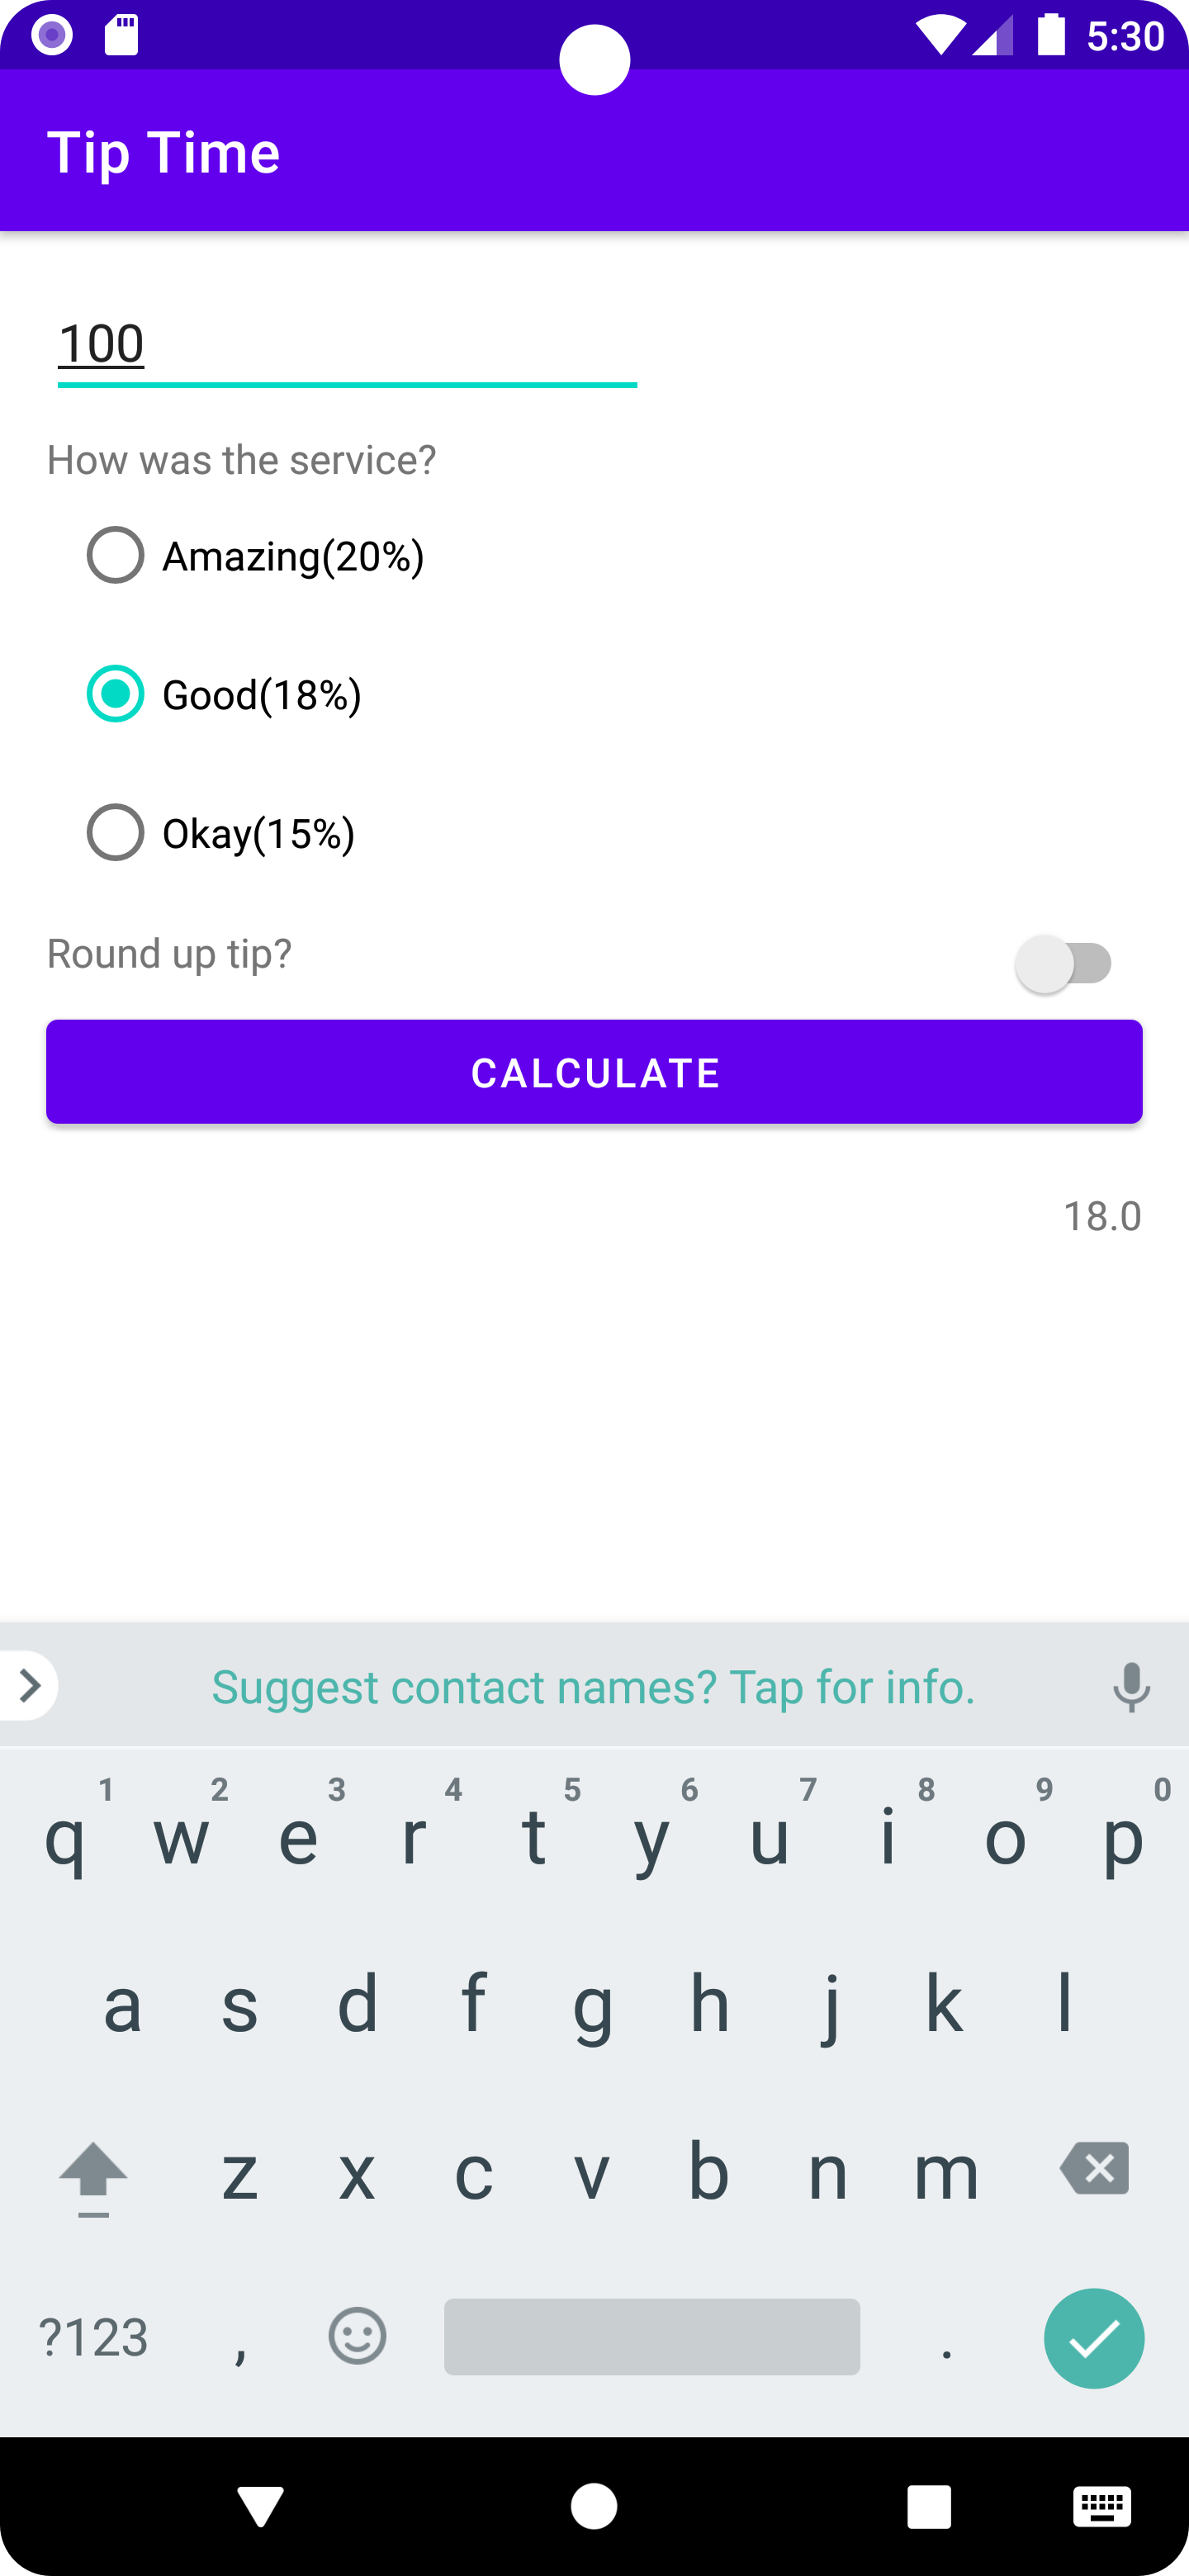 5:30
Tip Time
100
How was the service?
Amazing(20%)
Good(18%)
Okay(15%)
Round up tip?
CALCULATE
18.0
Suggest contact names? Tap for info.
1 2 3 4 5 6 7 8 9 0
q w e r t y u i o p
a s d f g h j k l
z x c v b n m
?123 , .